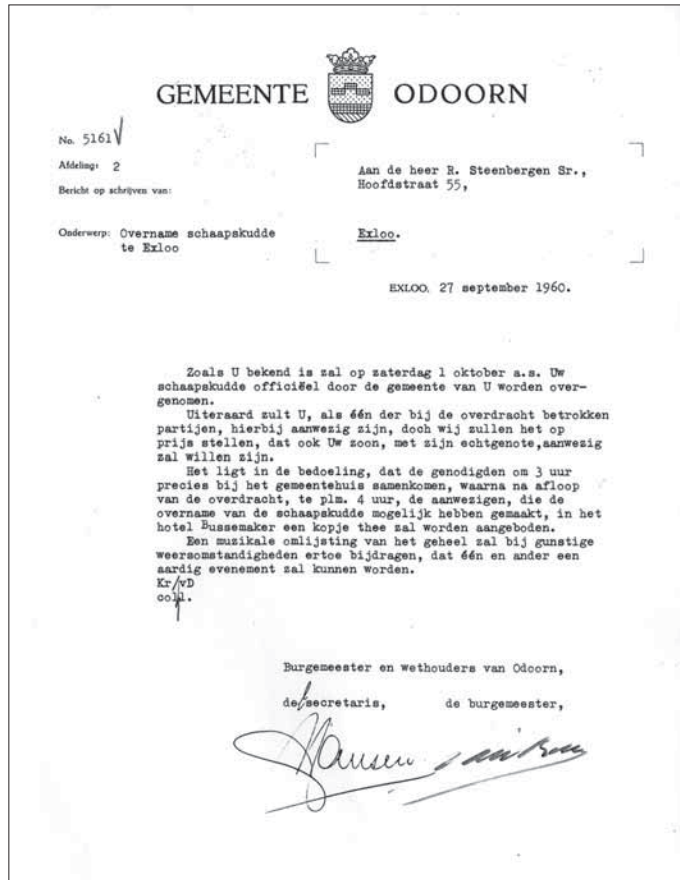 GEMEENTE ODOORN
No. 5161
Afdeling: 2
Bericht op schrijven van:
Onderwerp: Overname schaapskudde
te Exloo
Aan de heer R. Steenbergen Sr.,
Hoofdstraat 55,
Exloo.
EXLOO, 27 september 1960.
Zoals U bekend is zal op zaterdag 1 oktober a.s. Uw
schaapskudde officiëel door de gemeente van U worden over-
genomen.
Uiteraard zult U, als één der bij de overdracht betrokken
partijen, hierbij aanwezig zijn, doch wij zullen het op
prijs stellen, dat ook Uw zoon, met zijn echtgenote,aanwezig
zal willen zijn.
Het ligt in de bedoeling, dat de genodigden om 3 uur
precies bij het gemeentehuis samenkomen, waarna na afloop
van de overdracht, te plm. 4 uur, de aanwezigen, die de
overname van de schaapskudde mogelijk hebben gemaakt, in het
hotel Bussemaker een kopje thee zal worden aangeboden.
Een muzikale omlijsting van het geheel zal bij gunstige
weersomstandigheden ertoe bijdragen, dat één en ander een
aardig evenement zal kunnen worden.
Kr/vD
coll.
Burgemeester en wethouders van Odoorn,
de secretaris, de burgemeester,